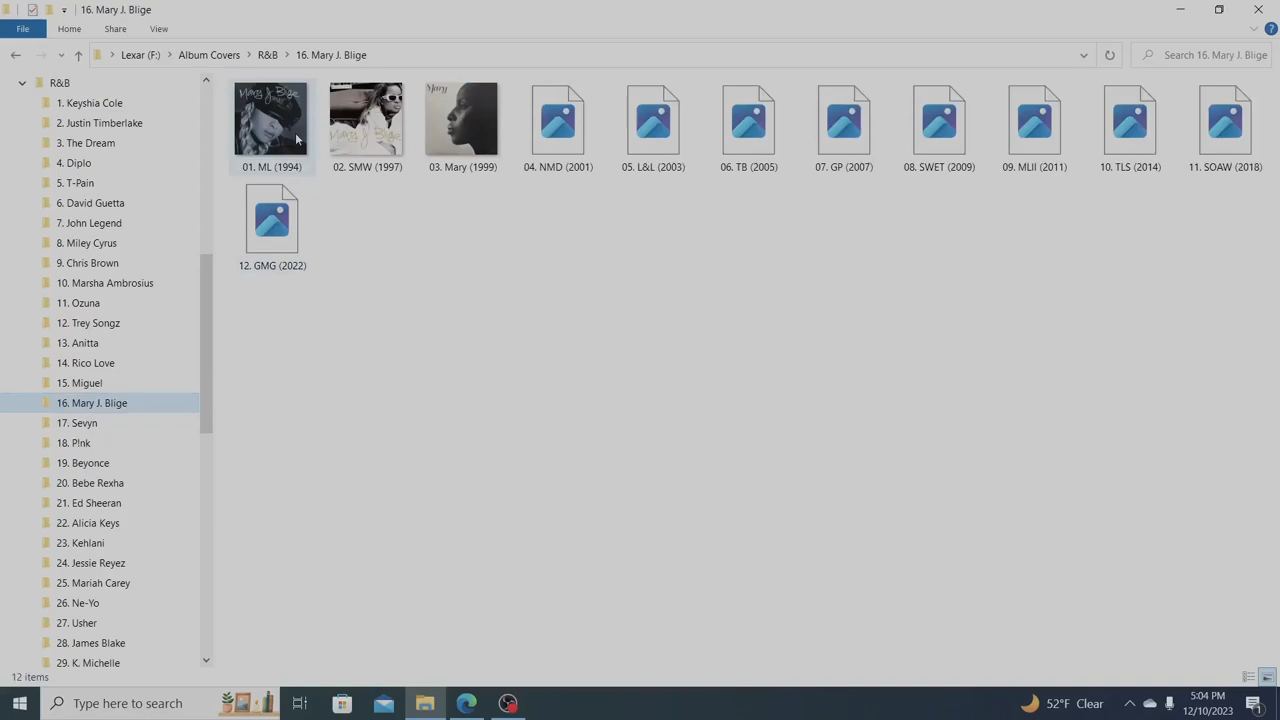 16. Mary J. Blige
File
Home
Share
View
Lexar (F:)
Album Covers
R&B
16. Mary J. Blige
Search 16. Mary J. Blige
R&B
1. Keyshia Cole
2. Justin Timberlake
3. The Dream
4. Diplo
5. T-Pain
6. David Guetta
7. John Legend
8. Miley Cyrus
9. Chris Brown
10. Marsha Ambrosius
11. Ozuna
12. Trey Songz
13. Anitta
14. Rico Love
15. Miguel
16. Mary J. Blige
17. Sevyn
18. P!nk
19. Beyonce
20. Bebe Rexha
21. Ed Sheeran
22. Alicia Keys
23. Kehlani
24. Jessie Reyez
25. Mariah Carey
26. Ne-Yo
27. Usher
28. James Blake
29. K. Michelle
Mary J Blige
Mary J Blige
Mary
01. ML (1994)
02. SMW (1997)
03. Mary (1999)
04. NMD (2001)
05. L&L (2003)
06. TB (2005)
07. GP (2007)
08. SWET (2009)
09. MLII (2011)
10. TLS (2014)
11. SOAW (2018)
12. GMG (2022)
12 items
Type here to search
52°F Clear
5:04 PM
12/10/2023
1